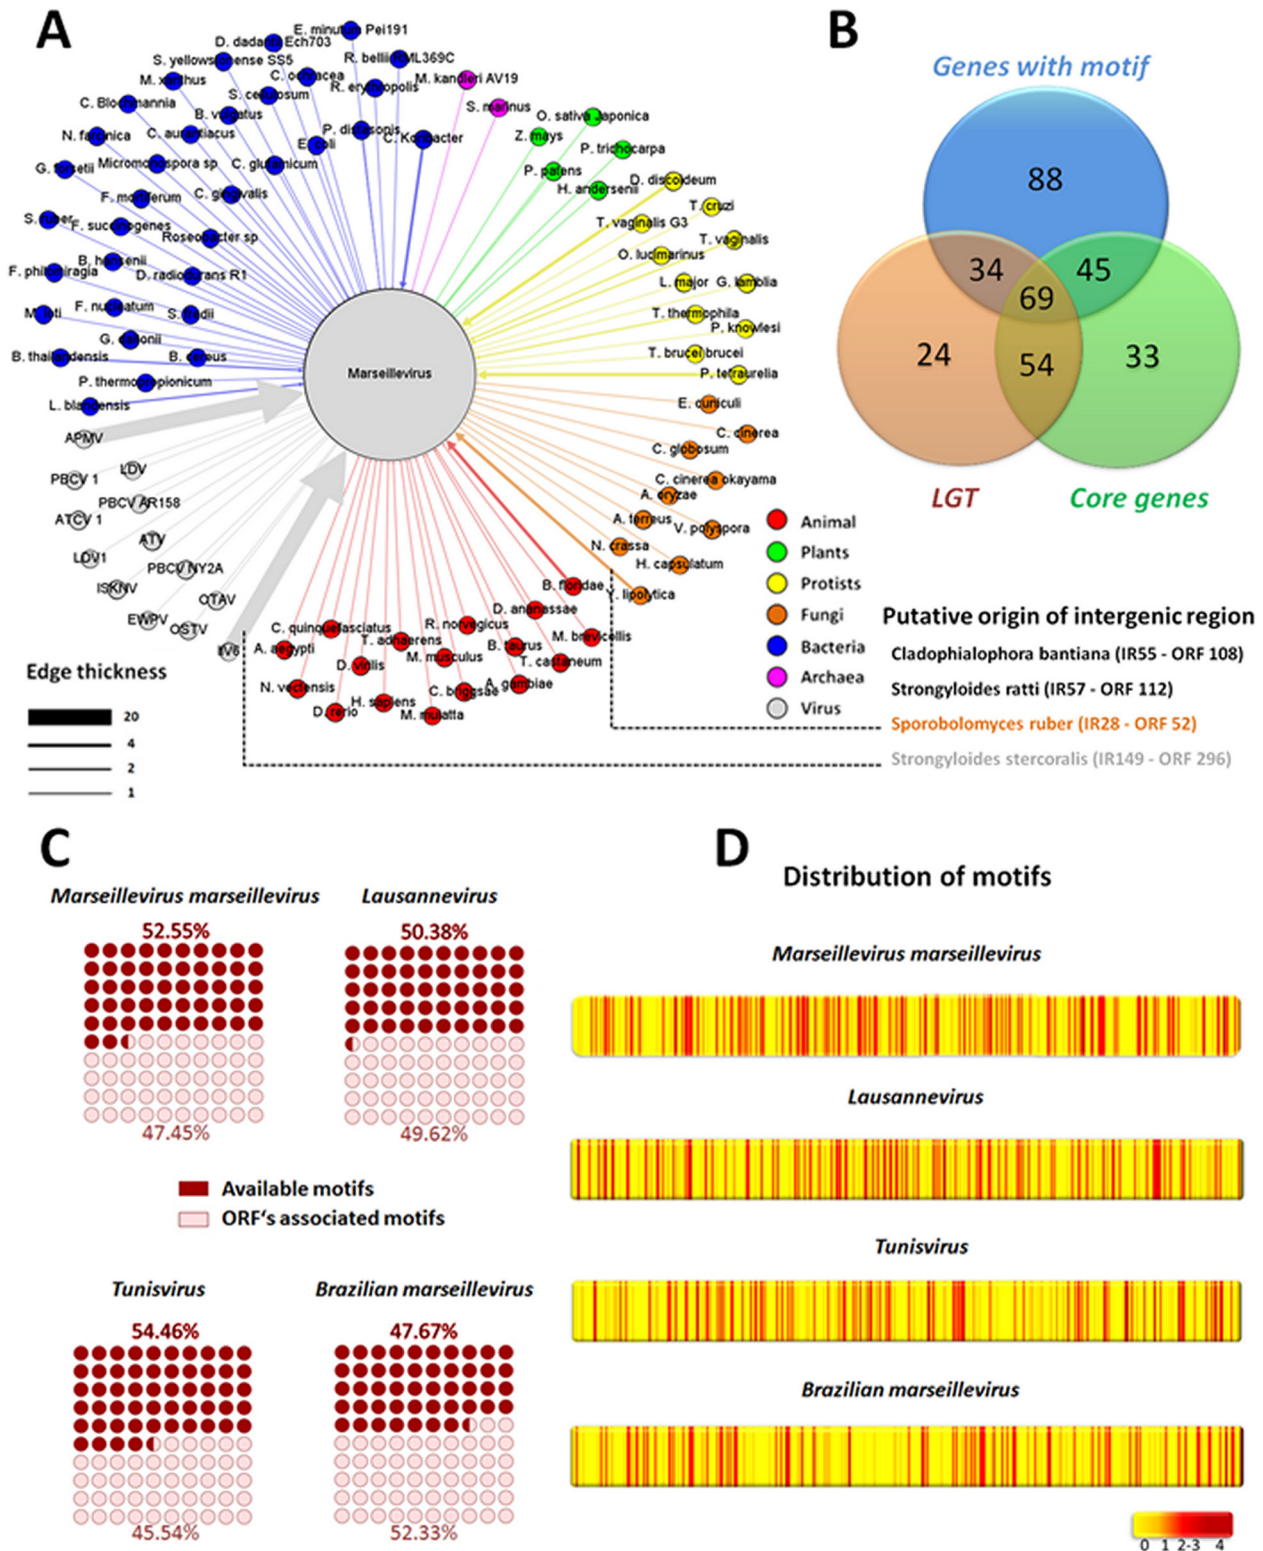 A
E. minutum Pei191
D. dadantii Ech703
S. yellowstonense SS5
R. bellii RML369C
M. xanthus
C. ochracea
M. kandleri AV19
R. erythropolis
S. cellulosum
C. Blochmannia
S. marinus
B. vulgatus
O. sativa Japonica
N. farcinica
C. aurantiacus
P. distasonis
E. coli
C. Koribacter
Z. mays
P. trichocarpa
G. forsetii
Micromonospora sp
C. glutamicum
P. patens
H. andersenii
D. discoideum
F. mortiferum
C. gingivalis
T. cruzi
S. ruber
F. succinogenes
Roseobacter sp
T. vaginalis G3
T. vaginalis
B. hansenii
O. lucimarinus
F. philomiragia
D. radiodurans R1
L. major
G. lamblia
M. loti
F. nucleatum
S. fredii
T. thermophila
P. knowlesi
G. dallonii
B. thailandensis
B. cereus
T. brucei brucei
P. thermopropionicum
Marseillevirus
P. tetraurelia
L. blandensis
E. cuniculi
APMV
C. cinerea
C. globosum
PBCV 1
LDV
C. cinerea okayama
A. oryzae
PBCV AR158
ATCV 1
A. terreus
V. polyspora
ATV
N. crassa
LDV1
PBCV NY2A
H. capsulatum
ISKNV
OTAV
B. floridae
Y. lipolytica
EWPV
OSTV
D. ananassae
C. quinquefasciatus
R. norvegicus
M. brevicollis
IV6
A. aegypti
T. adhaerens
B. taurus
D. virilis
M. musculus
T. castaneum
N. vectensis
C. briggsae
A. gambiae
D. rerio
H. sapiens
M. mulatta
Edge thickness
20
4
2
1
Animal
Plants
Protists
Fungi
Bacteria
Archaea
Virus
B
Genes with motif
88
34
45
69
24
54
33
LGT
Core genes
Putative origin of intergenic region
Cladophialophora bantiana (IR55 - ORF 108)
Strongyloides ratti (IR57 - ORF 112)
Sporobolomyces ruber (IR28 - ORF 52)
Strongyloides stercoralis (IR149 - ORF 296)
C
Marseillevirus marseillevirus
52.55%
47.45%
Lausannevirus
50.38%
49.62%
Available motifs
ORF‘s associated motifs
Tunisvirus
54.46%
45.54%
Brazilian marseillevirus
47.67%
52.33%
D
Distribution of motifs
Marseillevirus marseillevirus
Lausannevirus
Tunisvirus
Brazilian marseillevirus
0 1 2-3 4